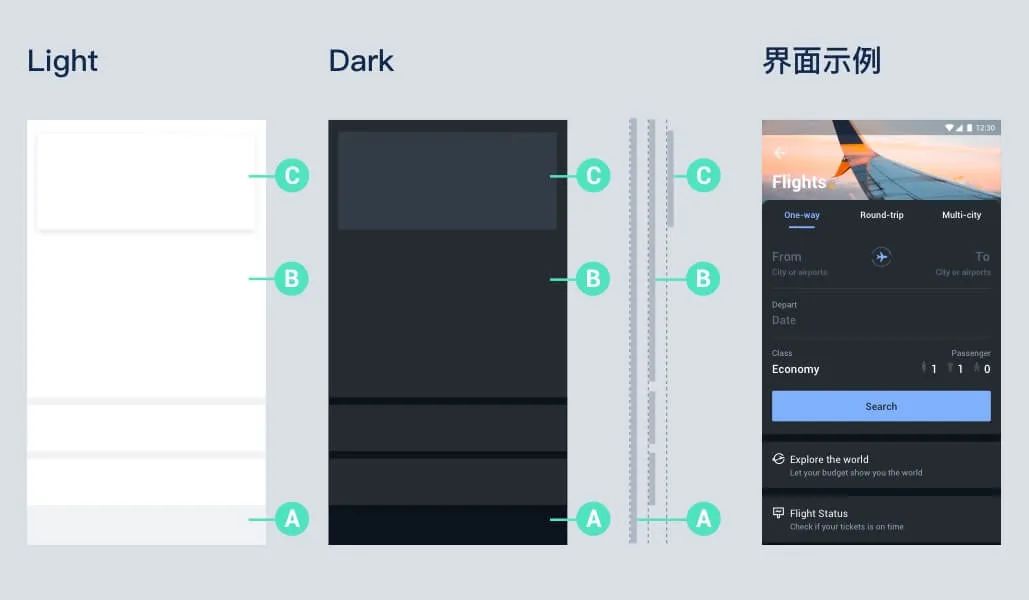 Light
Dark
界面示例
C
B
A
C
B
A
C
B
A
12:30
Flights
One-way
Round-trip
Multi-city
From
To
City or airports
City or airports
Depart
Date
Class
Passenger
Economy
1
1
0
Search
Explore the world
Let your budget show you the world
Flight Status
Check if your tickets is on time